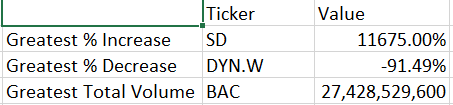 Ticker Value
Greatest % Increase SD 11675.00%
Greatest % Decrease DYN.W -91.49%
Greatest Total Volume BAC 27,428,529,600